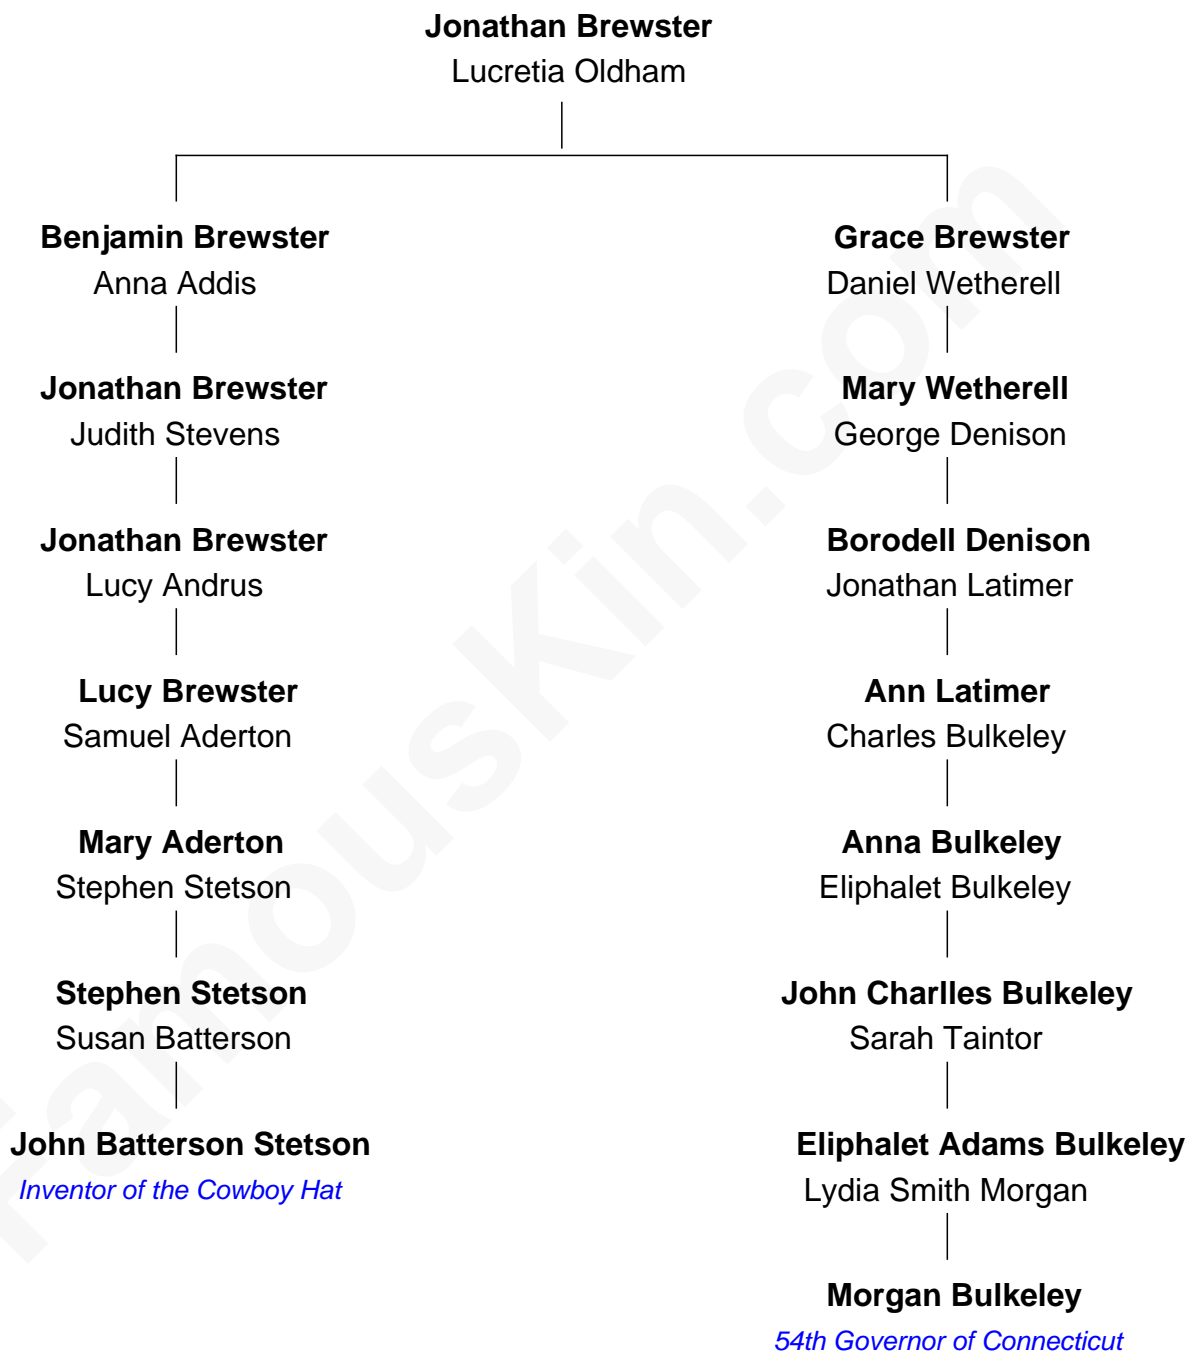 Jonathan Brewster
Lucretia Oldham
Benjamin Brewster
Anna Addis
Jonathan Brewster
Judith Stevens
Jonathan Brewster
Lucy Andrus
Lucy Brewster
Samuel Aderton
Mary Aderton
Stephen Stetson
Stephen Stetson
Susan Batterson
John Batterson Stetson
Inventor of the Cowboy Hat
Grace Brewster
Daniel Wetherell
Mary Wetherell
George Denison
Borodell Denison
Jonathan Latimer
Ann Latimer
Charles Bulkeley
Anna Bulkeley
Eliphalet Bulkeley
John Charlles Bulkeley
Sarah Taintor
Eliphalet Adams Bulkeley
Lydia Smith Morgan
Morgan Bulkeley
54th Governor of Connecticut
FamousKin.com